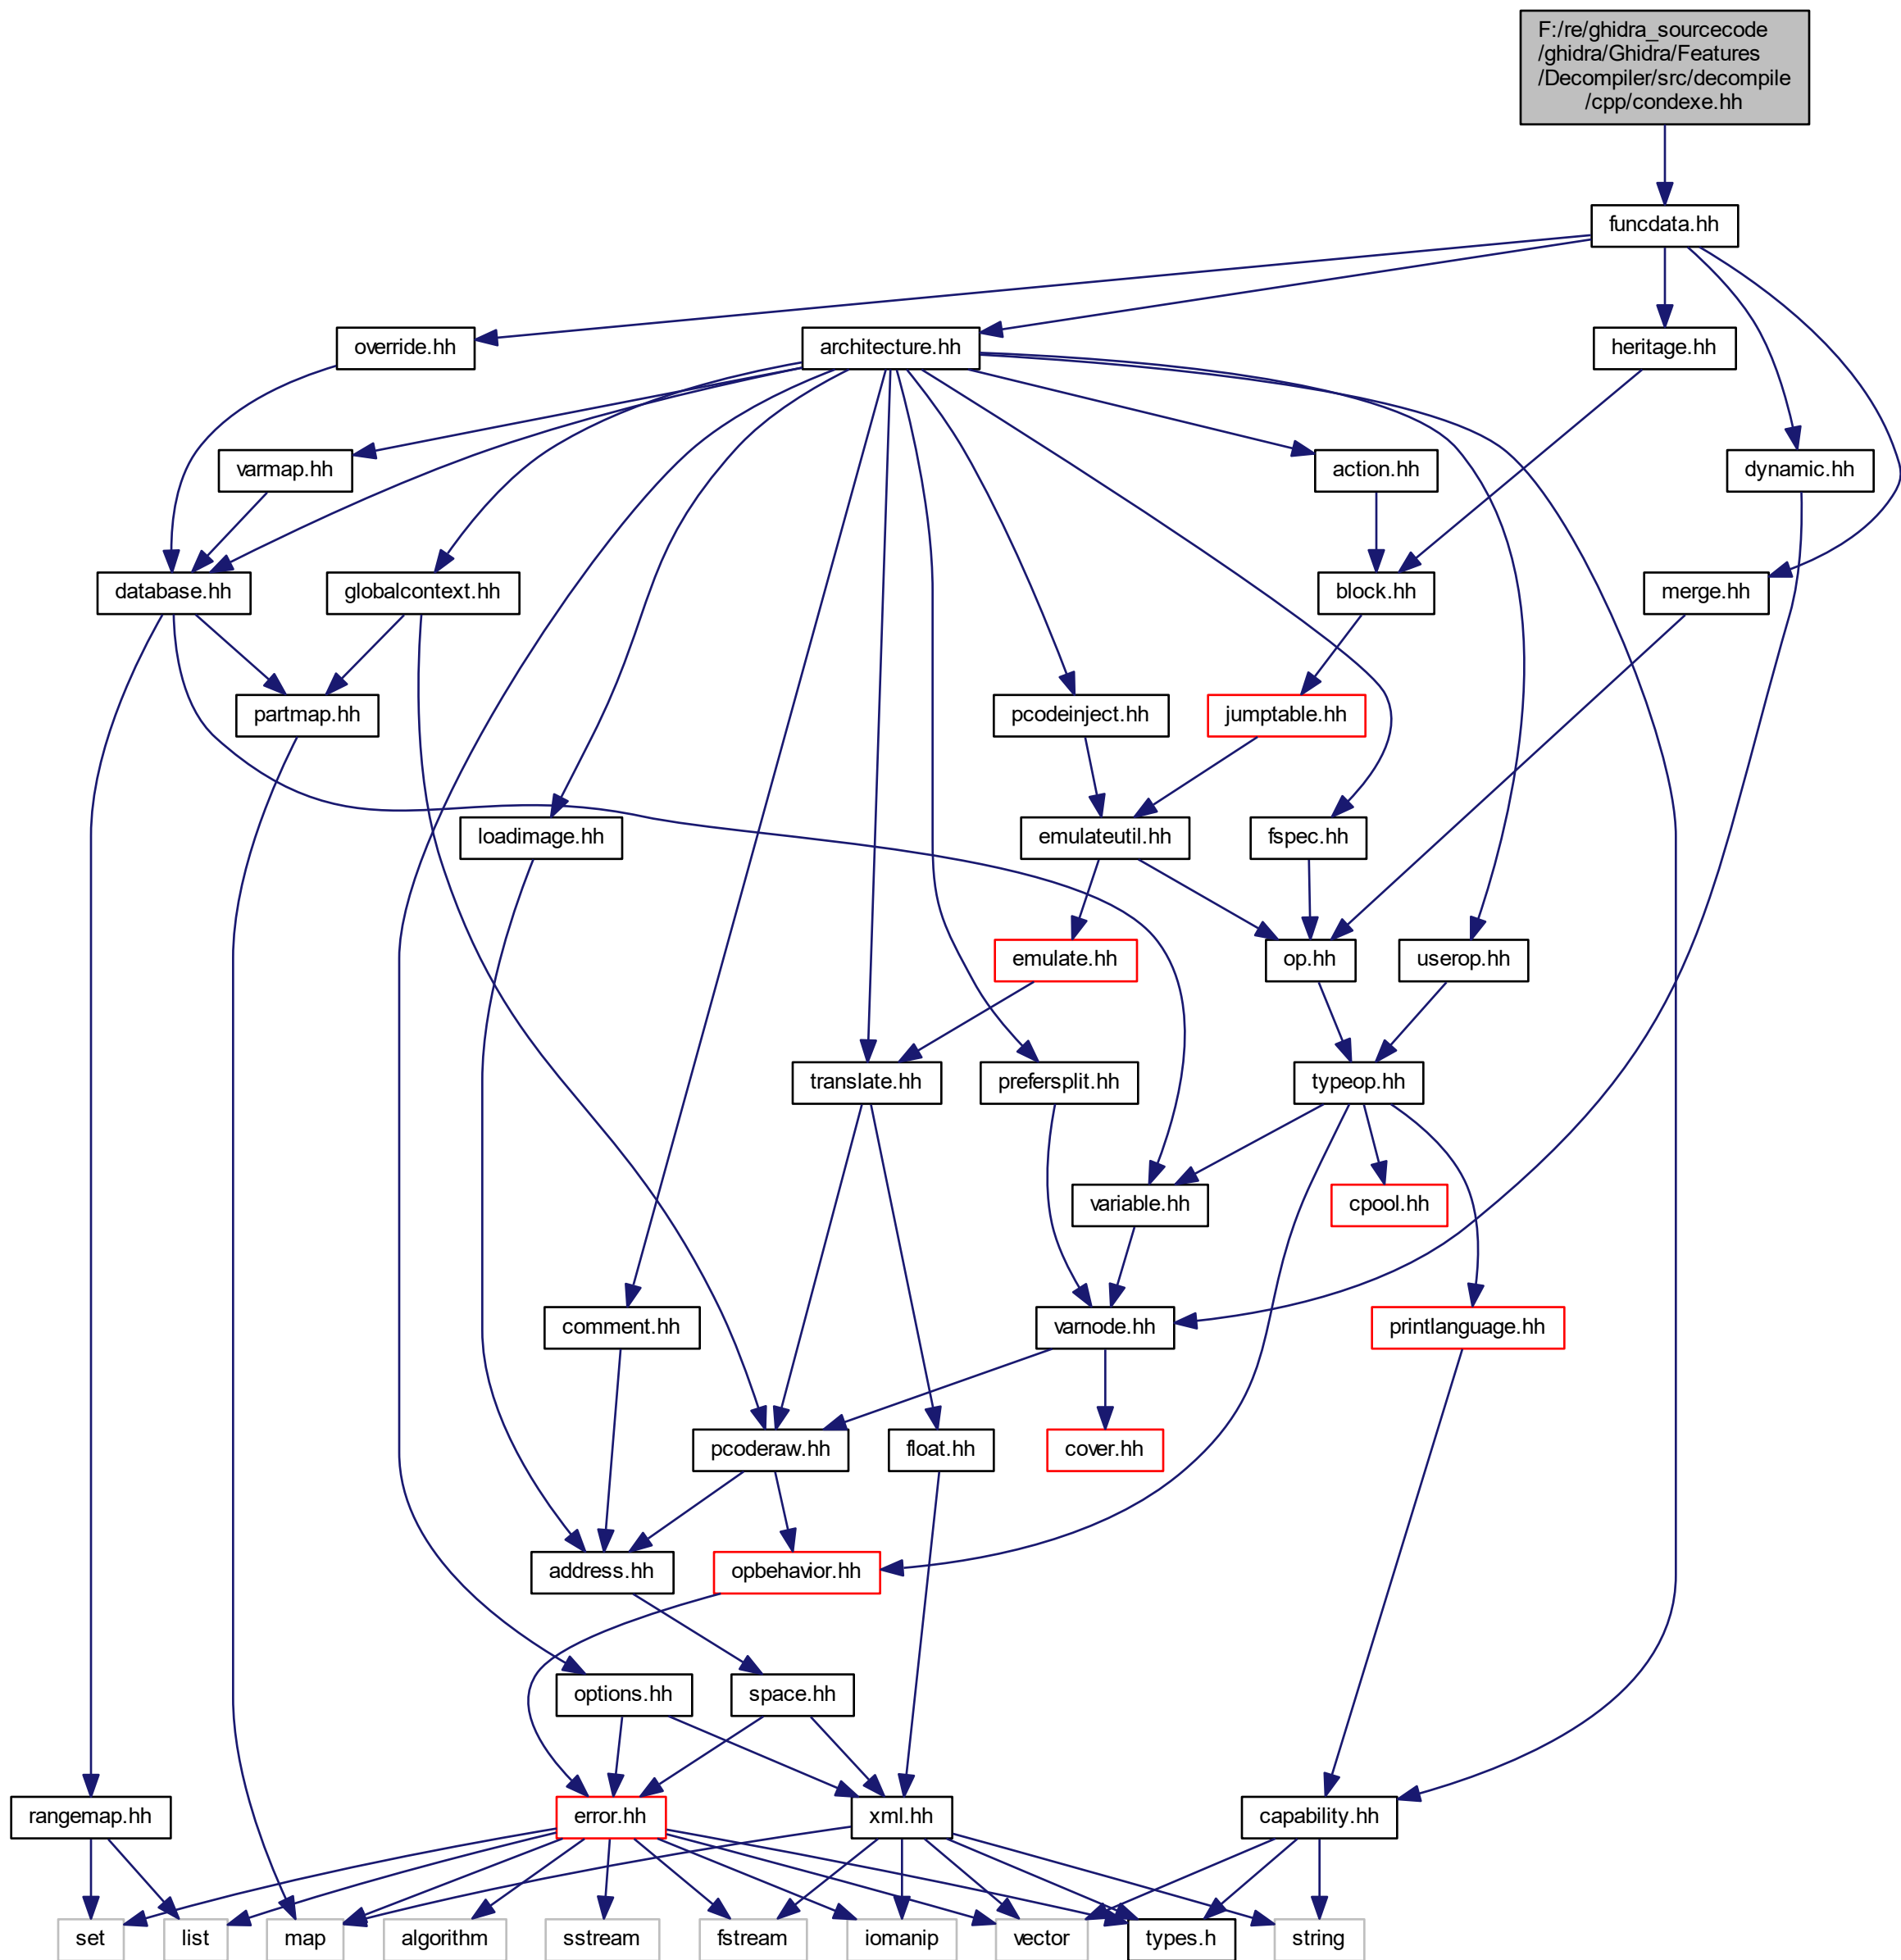 F:/re/ghidra_sourcecode
/ghidra/Ghidra/Features
/Decompiler/src/decompile
/cpp/condexe.hh
funcdata.hh
override.hh
architecture.hh
heritage.hh
varmap.hh
action.hh
dynamic.hh
database.hh
globalcontext.hh
block.hh
merge.hh
partmap.hh
pcodeinject.hh
jumptable.hh
loadimage.hh
emulateutil.hh
fspec.hh
emulate.hh
op.hh
userop.hh
translate.hh
prefersplit.hh
typeop.hh
variable.hh
cpool.hh
comment.hh
varnode.hh
printlanguage.hh
pcoderaw.hh
float.hh
cover.hh
address.hh
opbehavior.hh
options.hh
space.hh
rangemap.hh
error.hh
xml.hh
capability.hh
set
list
map
algorithm
sstream
fstream
iomanip
vector
types.h
string